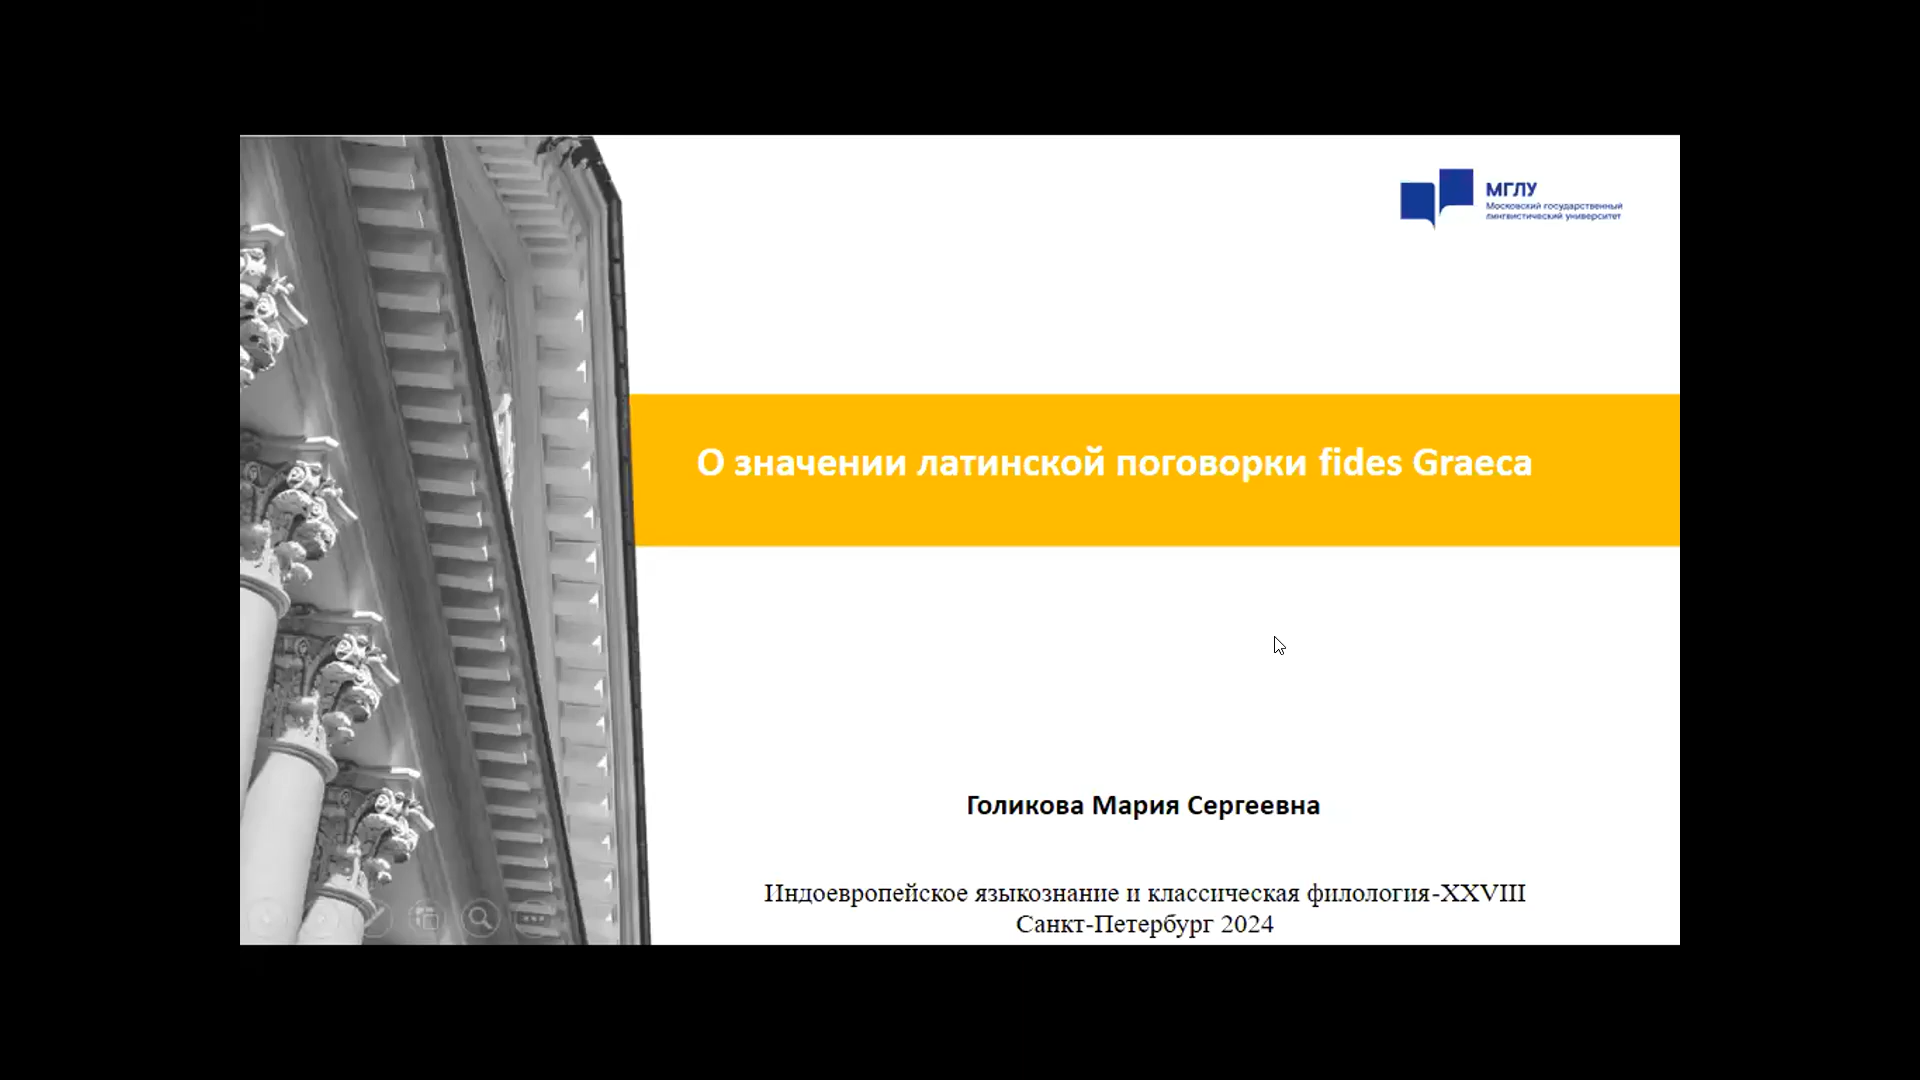 МГЛУ
Московский государственный
лингвистический университет
О значении латинской поговорки fides Graeca
Голикова Мария Сергеевна
Индоевропейское языкознание и классическая филология-XXVIII
Санкт-Петербург 2024